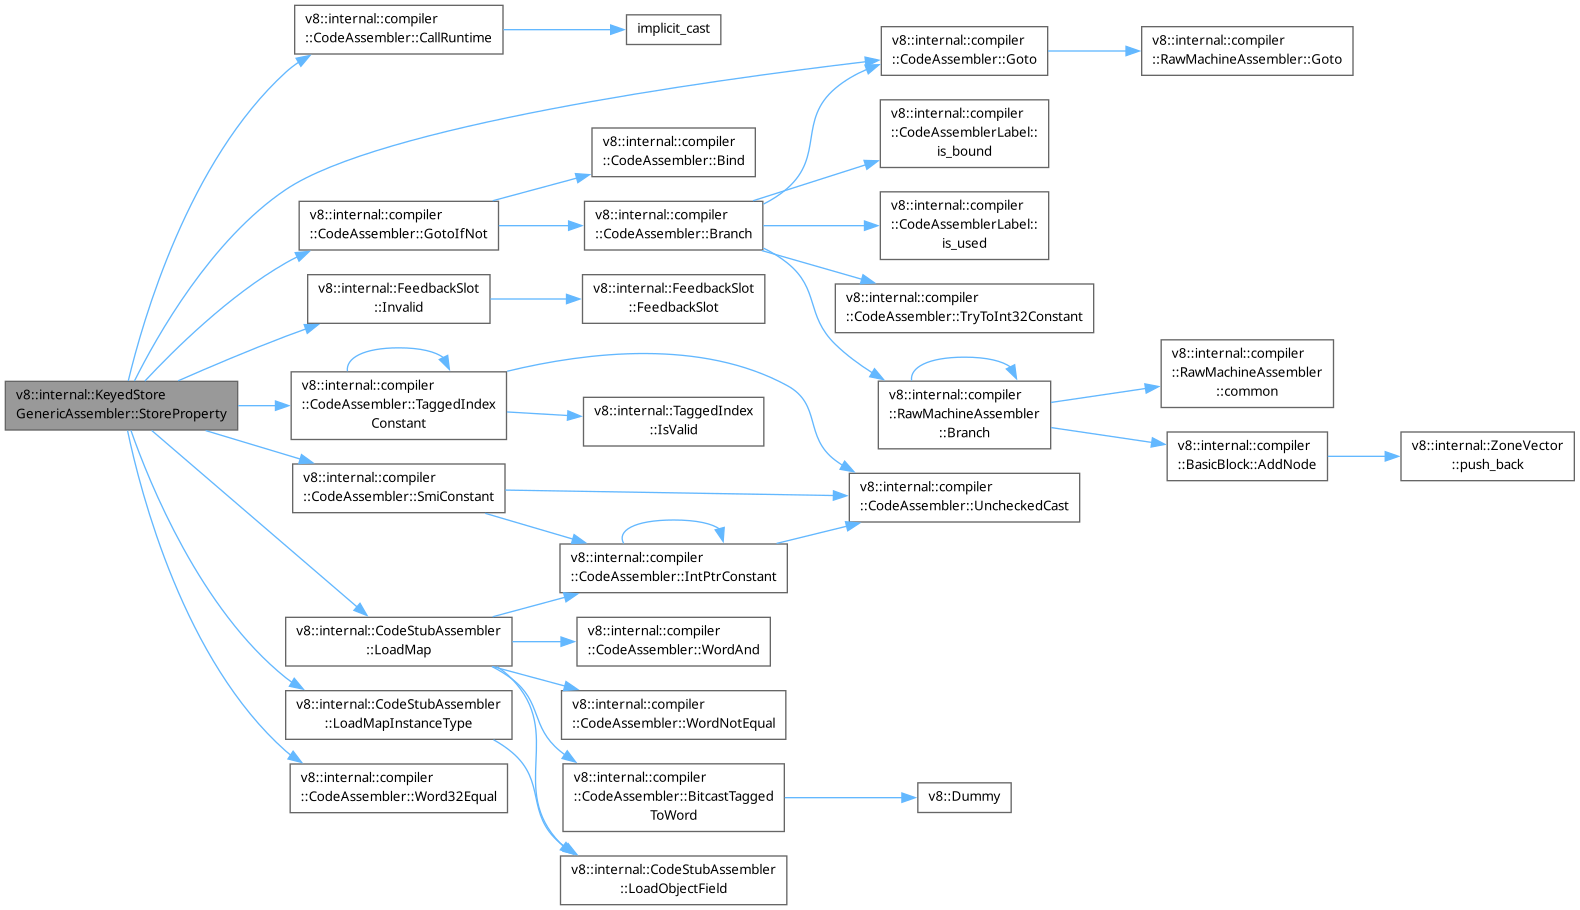 v8::internal::KeyedStore
GenericAssembler::StoreProperty
v8::internal::compiler
::CodeAssembler::CallRuntime
implicit_cast
v8::internal::compiler
::CodeAssembler::Goto
v8::internal::compiler
::RawMachineAssembler::Goto
v8::internal::compiler
::CodeAssemblerLabel::
is_bound
v8::internal::compiler
::CodeAssembler::Bind
v8::internal::compiler
::CodeAssembler::GotoIfNot
v8::internal::compiler
::CodeAssembler::Branch
v8::internal::compiler
::CodeAssemblerLabel::
is_used
v8::internal::FeedbackSlot
::Invalid
v8::internal::FeedbackSlot
::FeedbackSlot
v8::internal::compiler
::CodeAssembler::TryToInt32Constant
v8::internal::compiler
::CodeAssembler::TaggedIndex
Constant
v8::internal::TaggedIndex
::IsValid
v8::internal::compiler
::RawMachineAssembler
::Branch
v8::internal::compiler
::RawMachineAssembler
::common
v8::internal::compiler
::BasicBlock::AddNode
v8::internal::ZoneVector
::push_back
v8::internal::compiler
::CodeAssembler::SmiConstant
v8::internal::compiler
::CodeAssembler::UncheckedCast
v8::internal::compiler
::CodeAssembler::IntPtrConstant
v8::internal::CodeStubAssembler
::LoadMap
v8::internal::compiler
::CodeAssembler::WordAnd
v8::internal::CodeStubAssembler
::LoadMapInstanceType
v8::internal::compiler
::CodeAssembler::WordNotEqual
v8::internal::compiler
::CodeAssembler::Word32Equal
v8::internal::compiler
::CodeAssembler::BitcastTagged
ToWord
v8::Dummy
v8::internal::CodeStubAssembler
::LoadObjectField